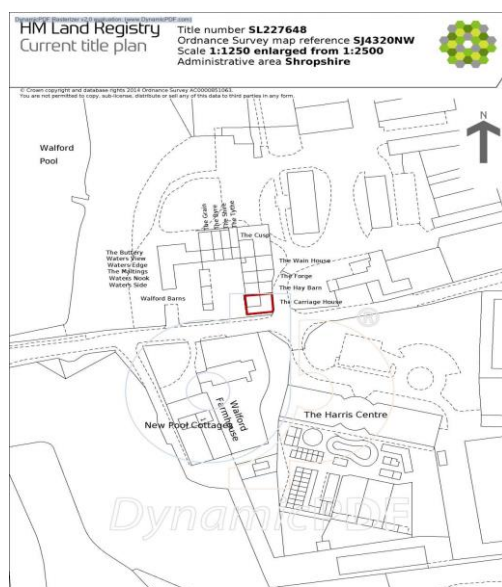 DynamicPDF Rasterizer v2.0 evaluation. (www.DynamicPDF.com)
HM Land Registry
Current title plan
Title number SL227648
Ordnance Survey map reference SJ4320NW
Scale 1:1250 enlarged from 1:2500
Administrative area Shropshire
© Crown copyright and database rights 2014 Ordnance Survey AC0000851063.
You are not permitted to copy, sub-license, distribute or sell any of this data to third parties in any form.
N
Walford
Pool
The Grain
The Byre
The Shire
The Tythe
The Cusp
The Buttery
Waters View
Waters Edge
The Maltings
Waters Nook
Waters Side
The Wain House
The Forge
The Hay Barn
The Carriage House
Walford Barns
Walford
Farmhouse
New Pool Cottages
The Harris Centre
®
DynamicPDF